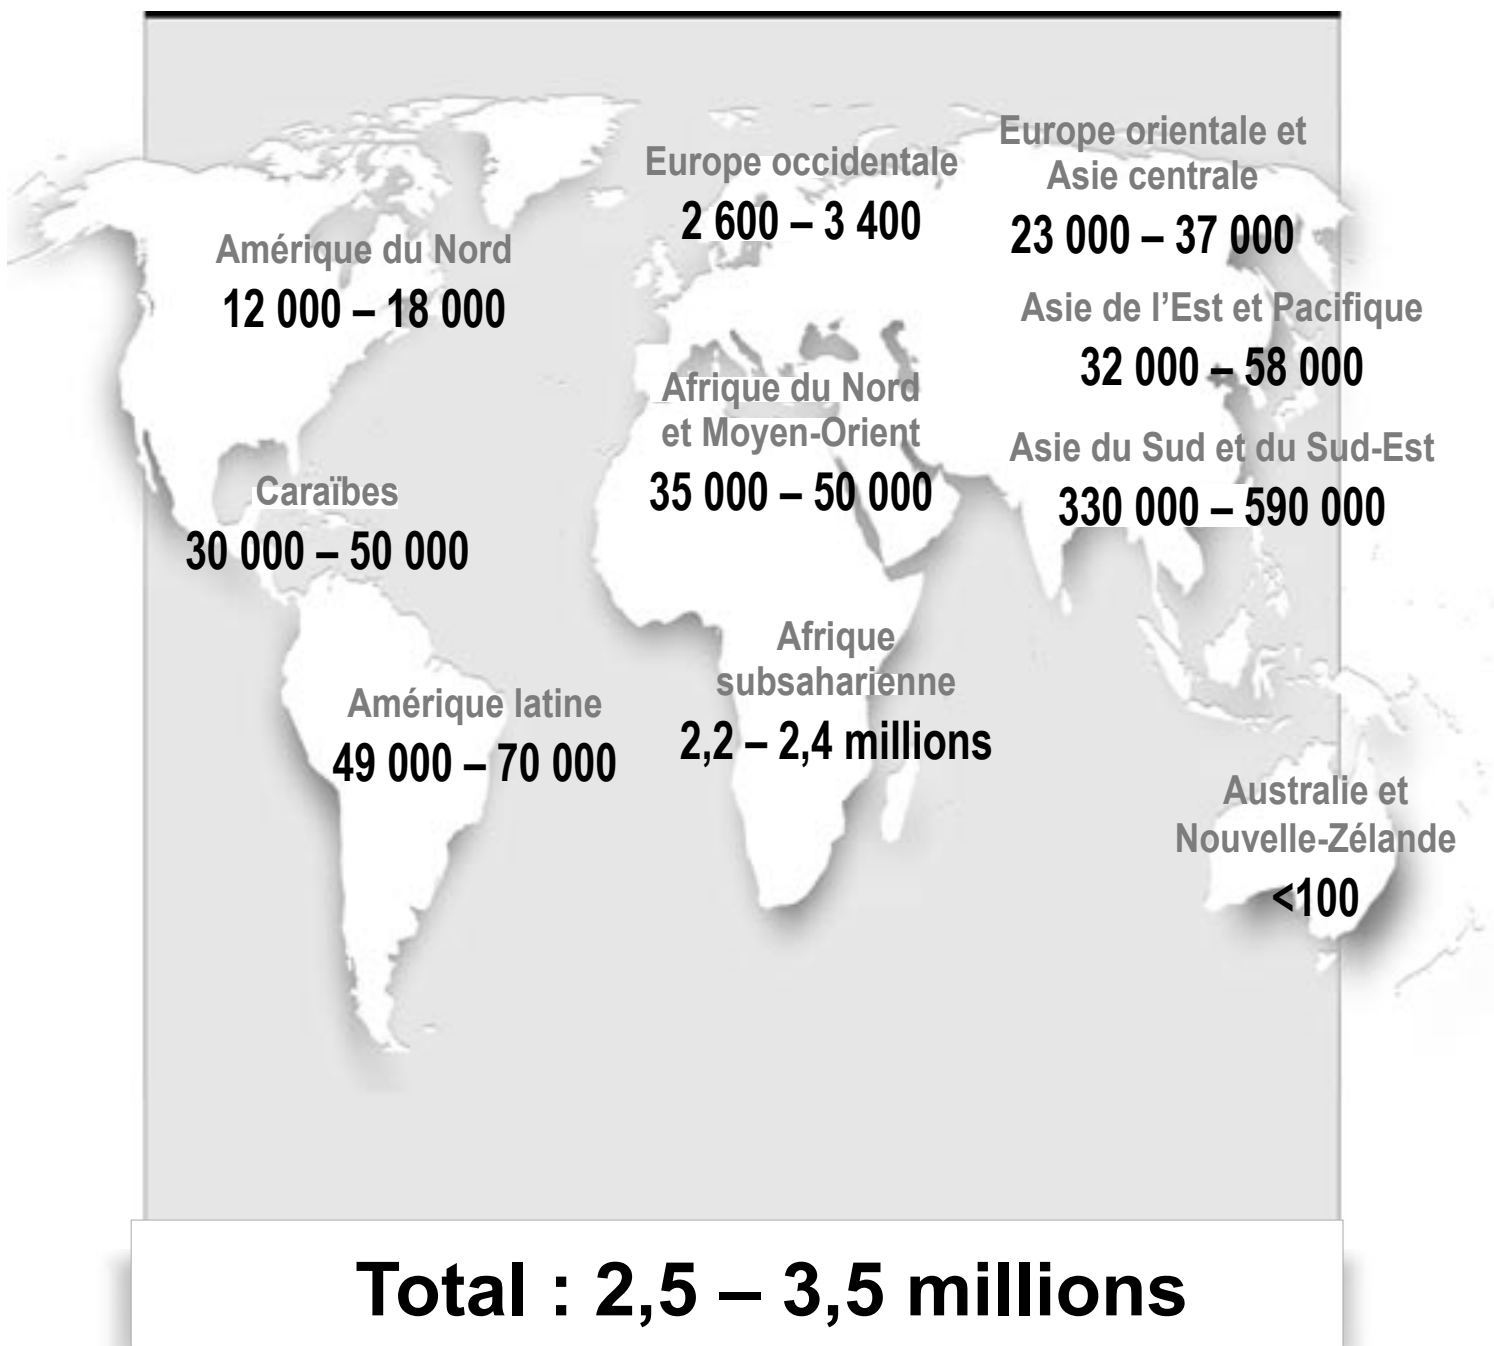 Europe orientale et
Asie centrale
23 000 – 37 000
Europe occidentale
2 600 – 3 400
Amérique du Nord
12 000 – 18 000
Asie de l’Est et Pacifique
32 000 – 58 000
Afrique du Nord
et Moyen-Orient
35 000 – 50 000
Asie du Sud et du Sud-Est
330 000 – 590 000
Caraïbes
30 000 – 50 000
Afrique
subsaharienne
2,2 – 2,4 millions
Amérique latine
49 000 – 70 000
Australie et
Nouvelle-Zélande
<100
Total : 2,5 – 3,5 millions